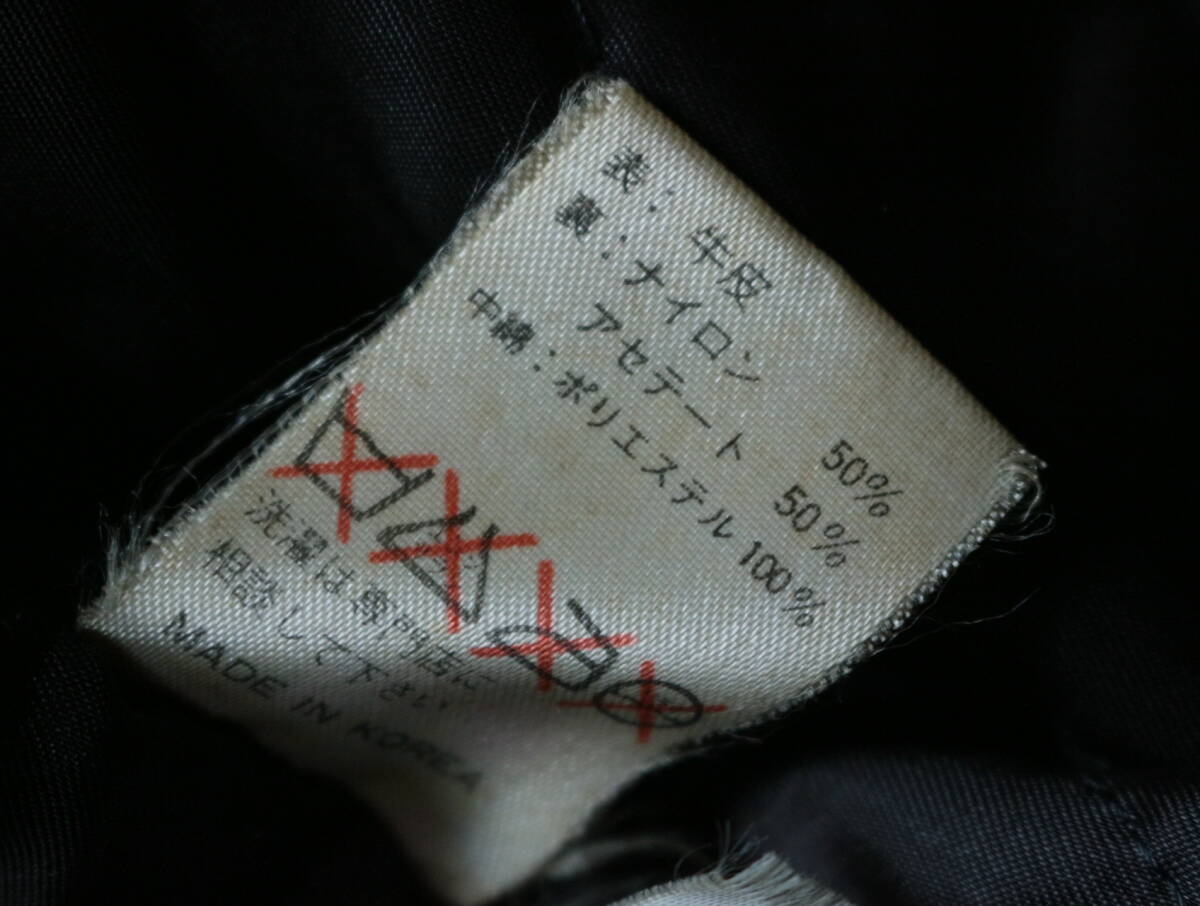 表: 牛皮
裏: ナイロン 50%
アセテート 50%
中綿: ポリエステル 100%
洗濯は専門店に
相談して下さい
MADE IN KOREA